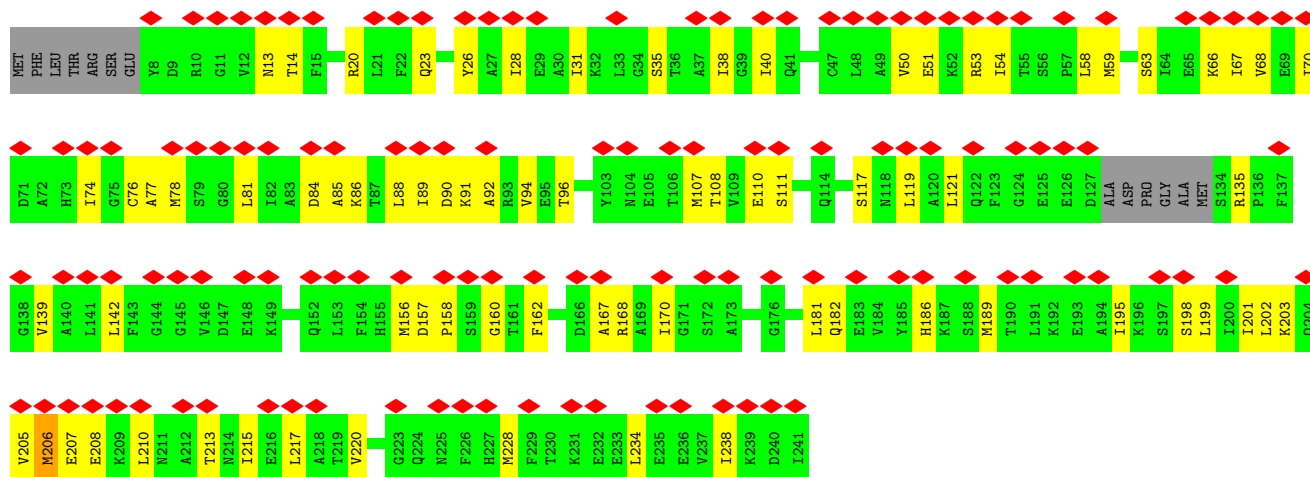 MET PHE LEU THR ARG SER GLU Y8 D9 R10 G11 V12 N13 T14 F15 R20 L21 F22 Q23 Y26 A27 I28 E29 A30 I31 K32 L33 G34 S35 T36 A37 I38 G39 I40 Q41 C47 L48 A49 V50 E51 K52 R53 I54 T55 S56 P57 L58 M59 S63 I64 E65 K66 I67 V68 E69 I70
D71 A72 H73 I74 G75 C76 A77 M78 S79 G80 L81 I82 A83 D84 A85 K86 T87 L88 I89 D90 K91 A92 R93 V94 E95 T96 Y103 N104 E105 T106 M107 T108 V109 E110 S111 Q114 S117 N118 L119 A120 L121 Q122 F123 G124 E125 E126 D127 ALA ASP PRO GLY ALA MET S134 R135 P136 F137
G138 V139 A140 L141 L142 F143 G144 G145 V146 D147 E148 K149 Q152 L153 F154 H155 M156 D157 P158 S159 G160 T161 F162 D166 A167 R168 A169 I170 G171 S172 A173 G176 L181 Q182 E183 V184 Y185 H186 K187 S188 M189 T190 L191 K192 E193 A194 I195 K196 S197 S198 L199 I200 I201 L202 K203 Q204
V205 M206 E207 E208 K209 L210 N211 A212 T213 N214 I215 E216 L217 A218 T219 V220 G223 Q224 N225 F226 H227 M228 F229 T230 K231 E232 E233 L234 E235 E236 V237 I238 K239 D240 I241